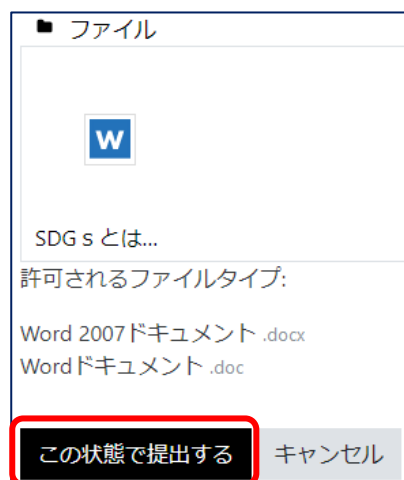 ファイル
W
SDG s とは...
許可されるファイルタイプ:
Word 2007ドキュメント .docx
Wordドキュメント .doc
この状態で提出する キャンセル